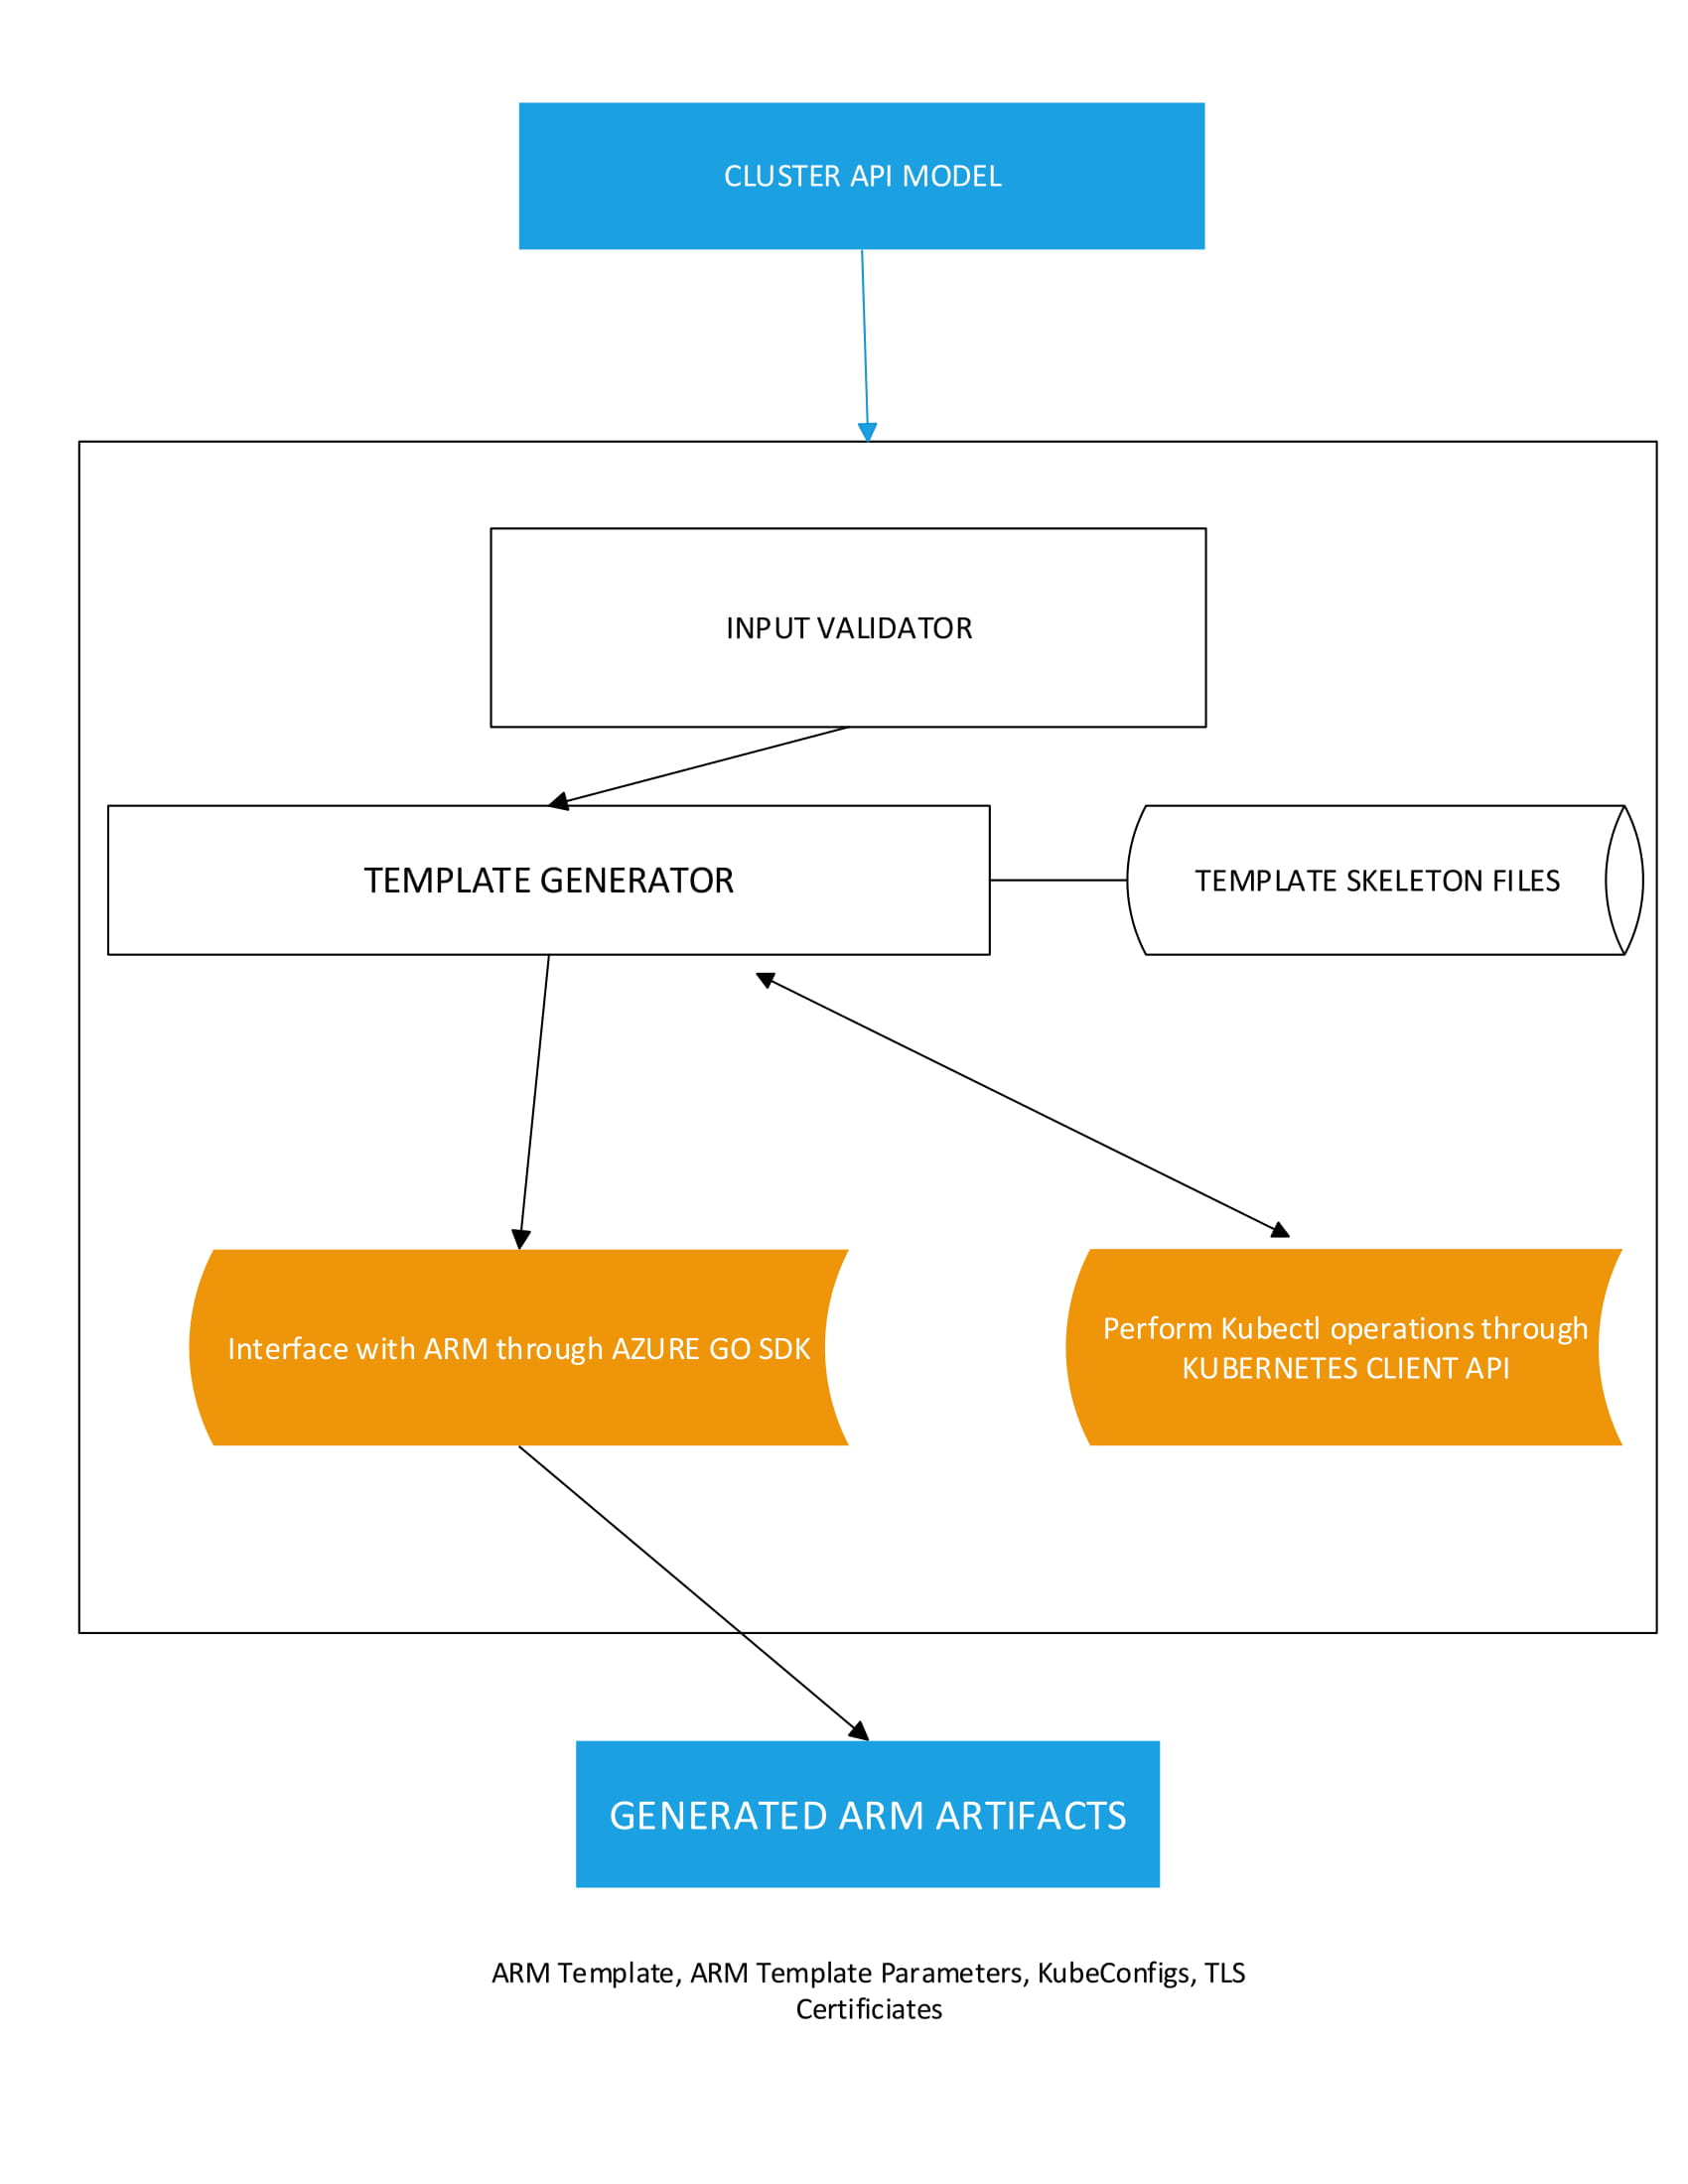 CLUSTER API MODEL
INPUT VALIDATOR
TEMPLATE GENERATOR
TEMPLATE SKELETON FILES
Interface with ARM through AZURE GO SDK
Perform Kubectl operations through
KUBERNETES CLIENT API
GENERATED ARM ARTIFACTS
ARM Template, ARM Template Parameters, KubeConfigs, TLS
Certificiates